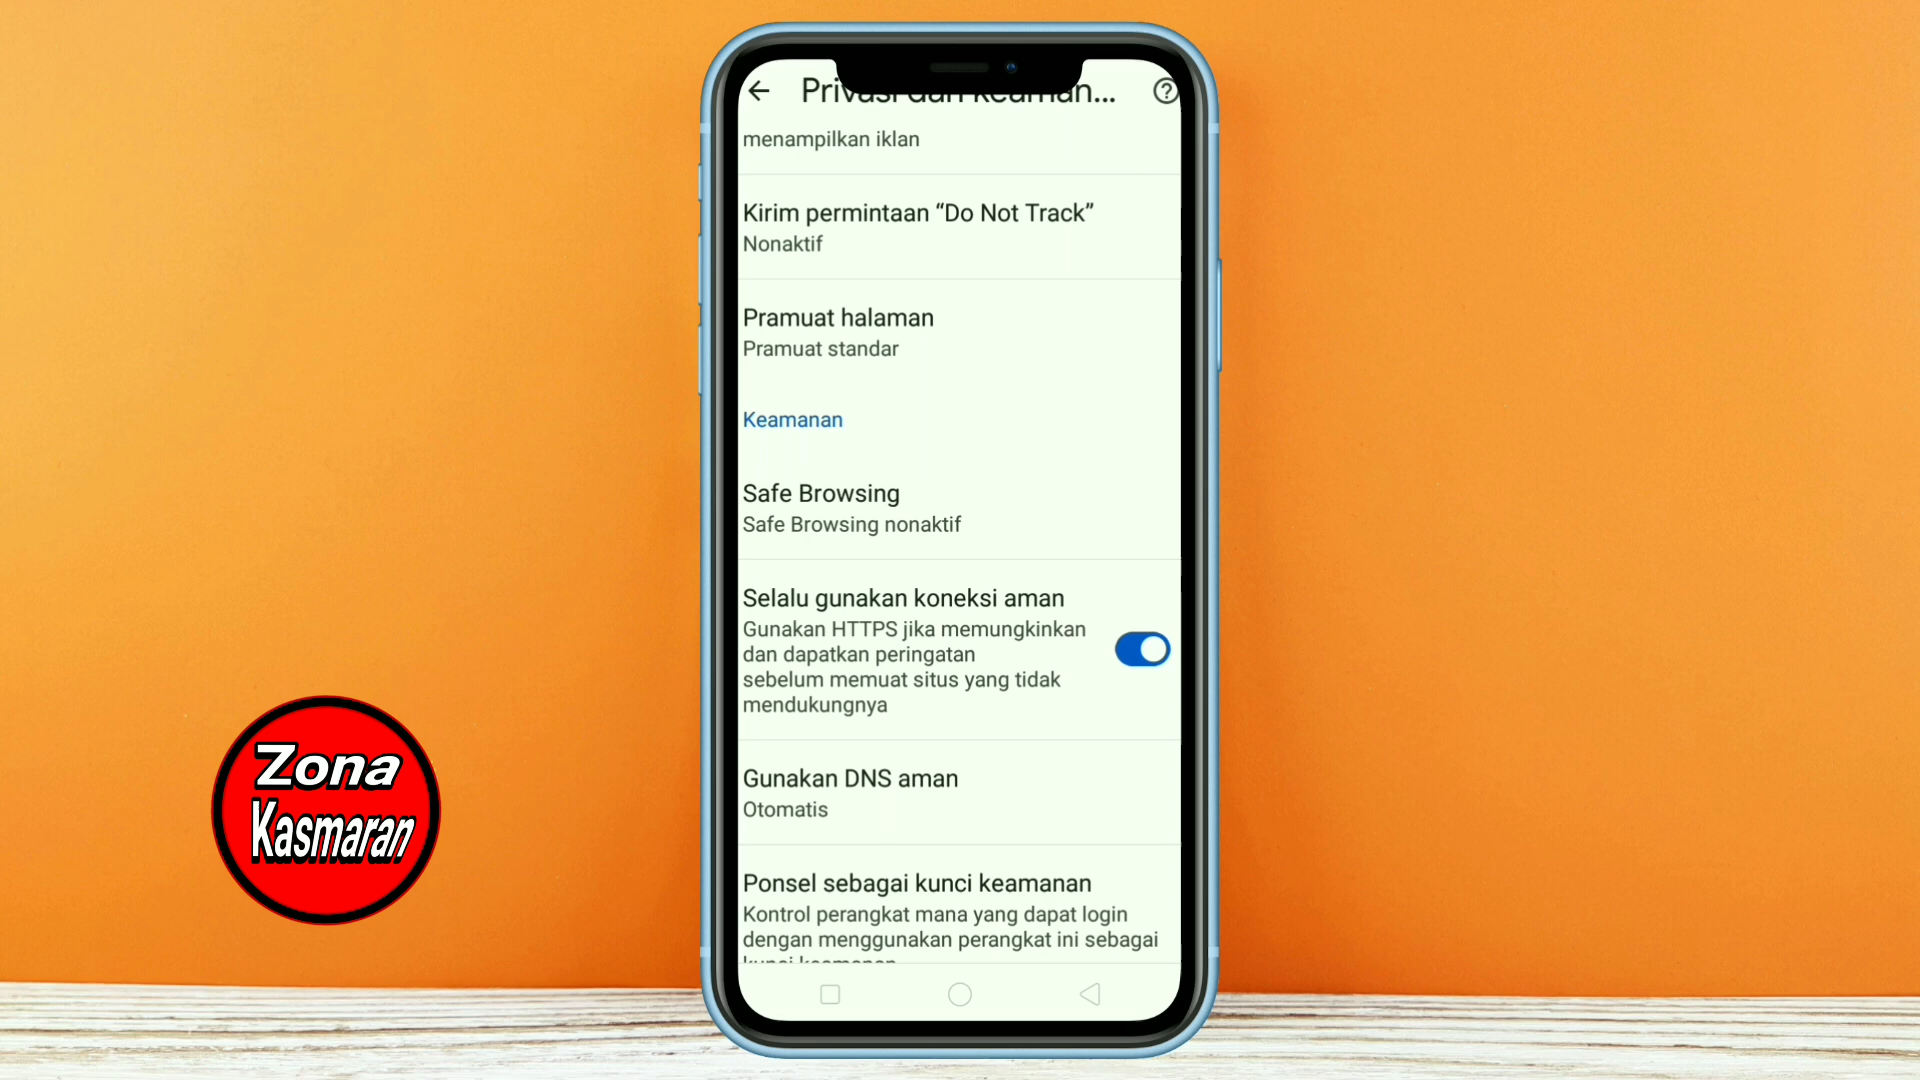 Privasi dan keaman...
menampilkan iklan
Kirim permintaan “Do Not Track”
Nonaktif
Pramuat halaman
Pramuat standar
Keamanan
Safe Browsing
Safe Browsing nonaktif
Selalu gunakan koneksi aman
Gunakan HTTPS jika memungkinkan
dan dapatkan peringatan
sebelum memuat situs yang tidak
mendukungnya
Gunakan DNS aman
Otomatis
Ponsel sebagai kunci keamanan
Kontrol perangkat mana yang dapat login
dengan menggunakan perangkat ini sebagai
kunci keamanan
Zona
Kasmaran